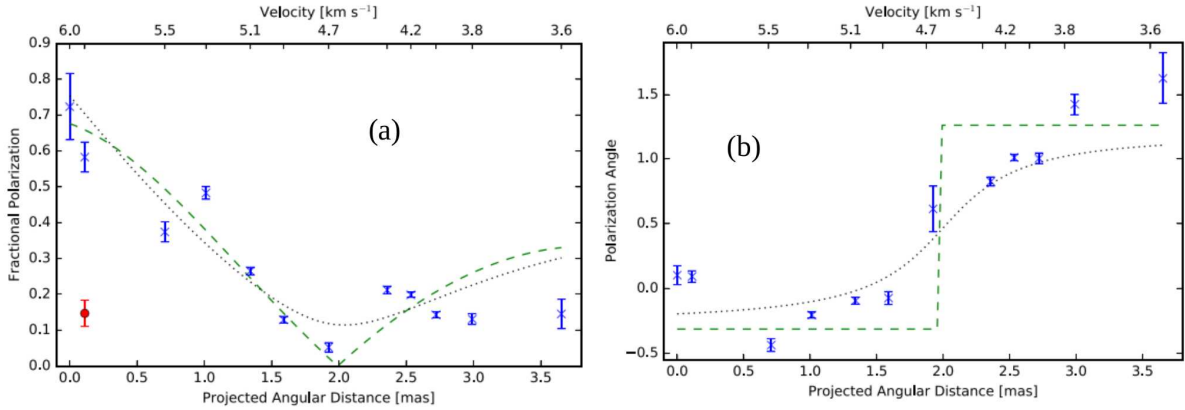 Velocity [km s⁻¹]
6.0 5.5 5.1 4.7 4.2 3.8 3.6
0.9
0.8
0.7
0.6
0.5
0.4
0.3
0.2
0.1
0.0
Fractional Polarization
(a)
0.0 0.5 1.0 1.5 2.0 2.5 3.0 3.5
Projected Angular Distance [mas]
Velocity [km s⁻¹]
6.0 5.5 5.1 4.7 4.2 3.8 3.6
1.5
1.0
0.5
0.0
−0.5
Polarization Angle
(b)
0.0 0.5 1.0 1.5 2.0 2.5 3.0 3.5
Projected Angular Distance [mas]